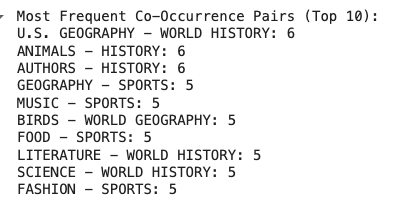 Most Frequent Co-Occurrence Pairs (Top 10):
U.S. GEOGRAPHY - WORLD HISTORY: 6
ANIMALS - HISTORY: 6
AUTHORS - HISTORY: 6
GEOGRAPHY - SPORTS: 5
MUSIC - SPORTS: 5
BIRDS - WORLD GEOGRAPHY: 5
FOOD - SPORTS: 5
LITERATURE - WORLD HISTORY: 5
SCIENCE - WORLD HISTORY: 5
FASHION - SPORTS: 5